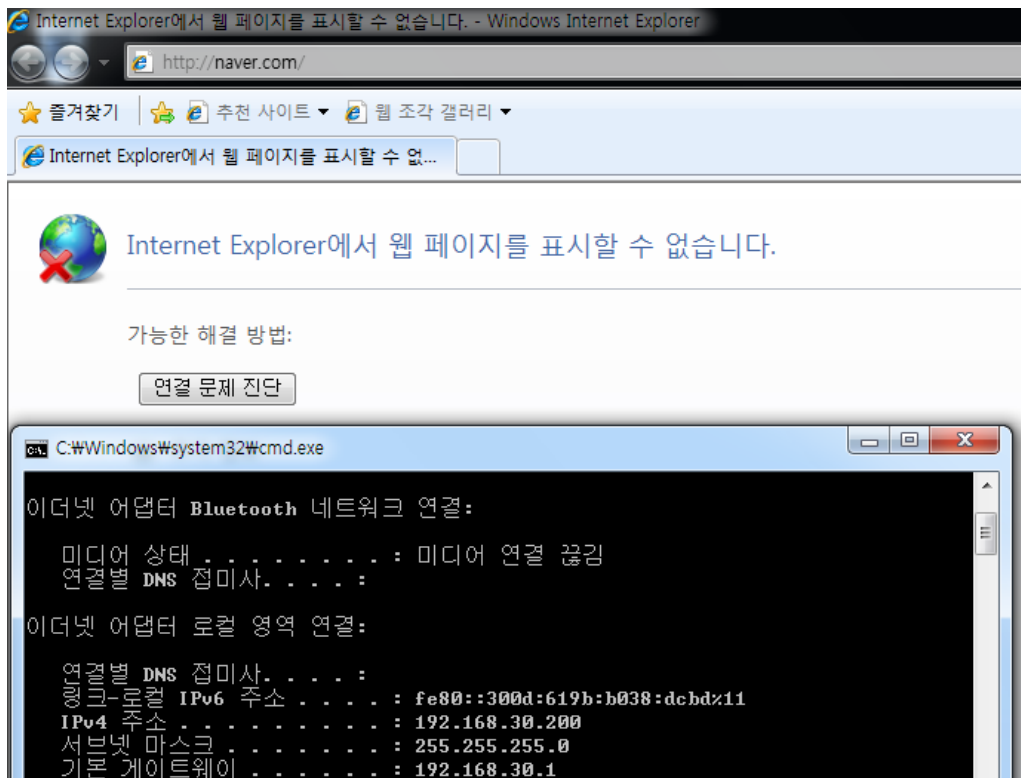 Internet Explorer에서 웹 페이지를 표시할 수 없습니다. - Windows Internet Explorer
http://naver.com/
즐겨찾기 추천 사이트 ▼ 웹 조각 갤러리 ▼
Internet Explorer에서 웹 페이지를 표시할 수 없...
Internet Explorer에서 웹 페이지를 표시할 수 없습니다.
가능한 해결 방법:
연결 문제 진단
C:₩Windows₩system32₩cmd.exe
이더넷 어댑터 Bluetooth 네트워크 연결:
미디어 상태 . . . . . . . . : 미디어 연결 끊김
연결별 DNS 접미사. . . . :
이더넷 어댑터 로컬 영역 연결:
연결별 DNS 접미사. . . . :
링크-로컬 IPv6 주소 . . . . : fe80::300d:619b:b038:dcbd%11
IPv4 주소 . . . . . . . . . : 192.168.30.200
서브넷 마스크 . . . . . . . : 255.255.255.0
기본 게이트웨이 . . . . . . : 192.168.30.1